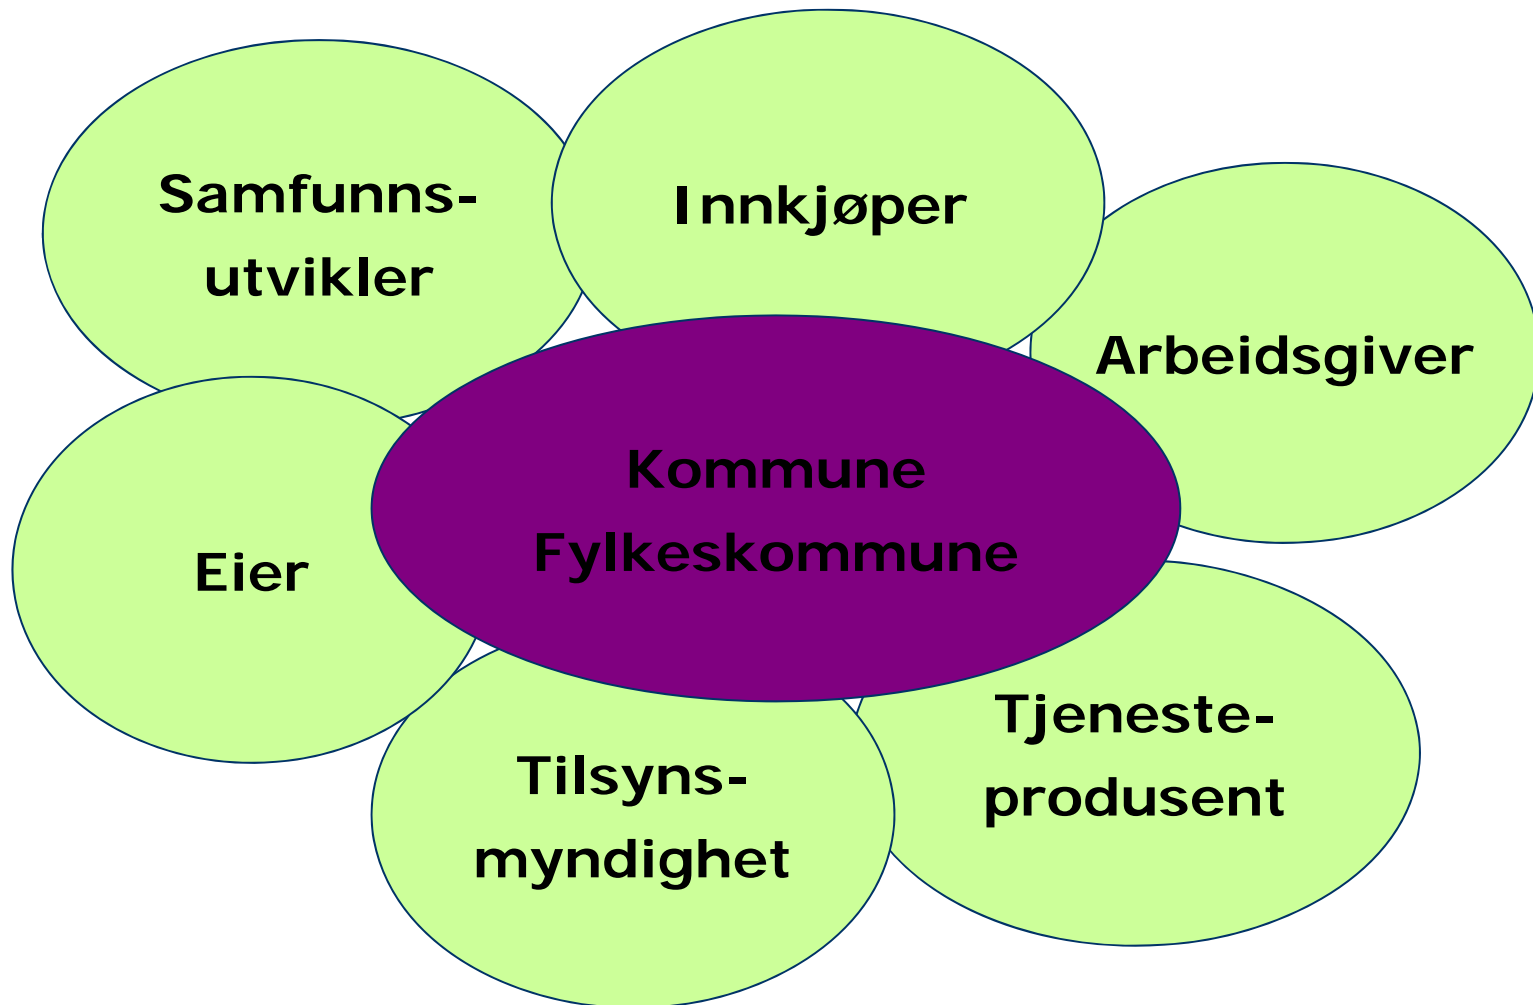 Samfunns-
utvikler
Innkjøper
Arbeidsgiver
Kommune
Fylkeskommune
Eier
Tjeneste-
produsent
Tilsyns-
myndighet